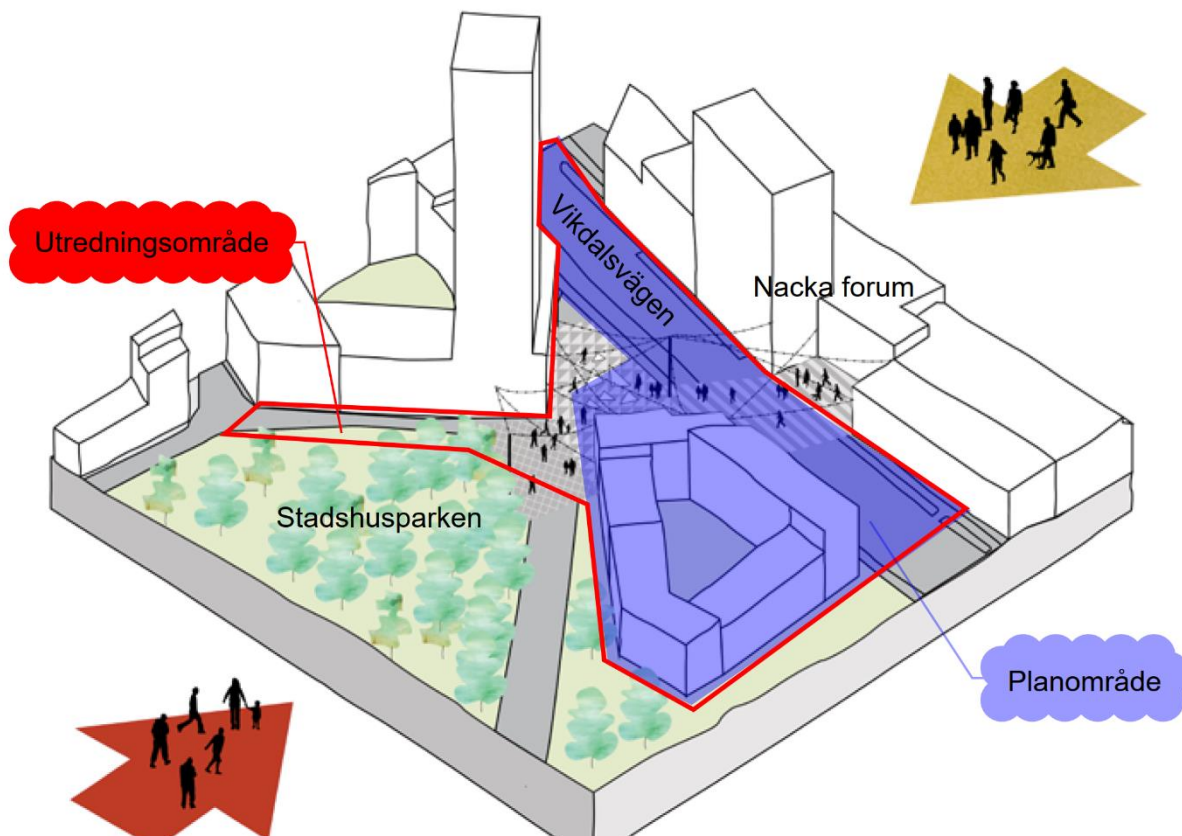 Utredningsområde
Vikdalsvägen
Nacka forum
Stadshusparken
Planområde